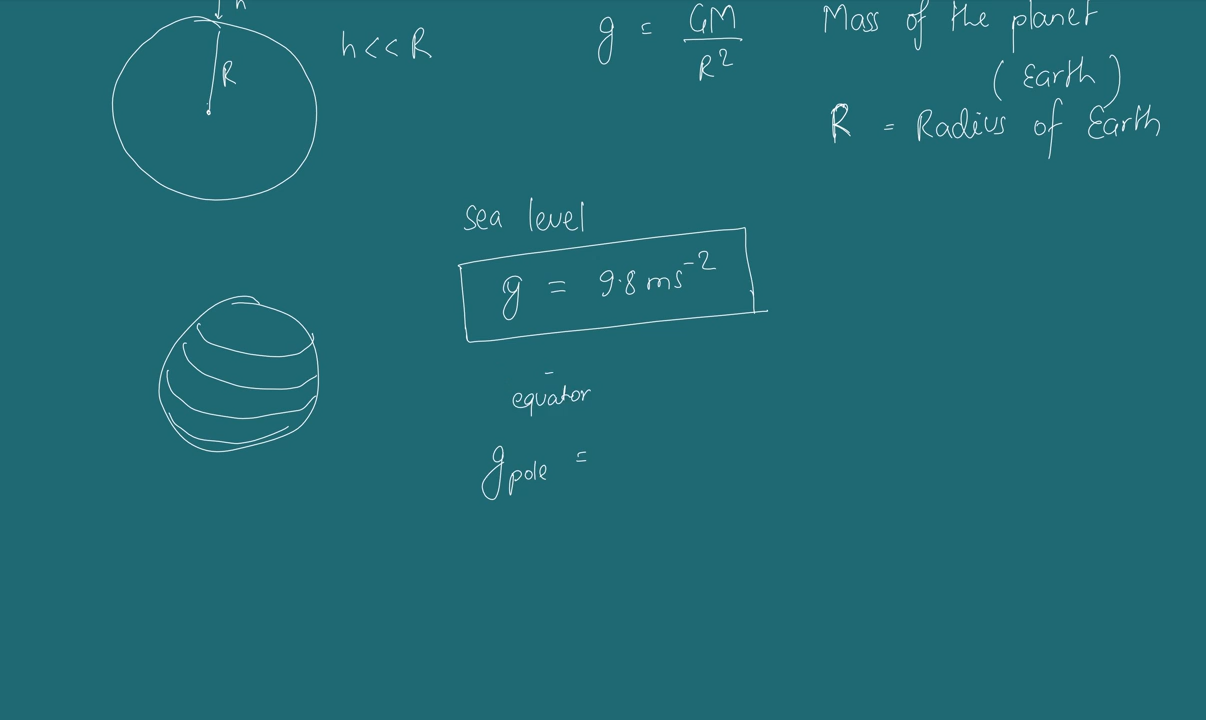 h
h << R
R
g = GM / R²
Mass of the planet
(Earth)
R = Radius of Earth
sea level
g = 9.8 ms⁻²
equator
g pole =